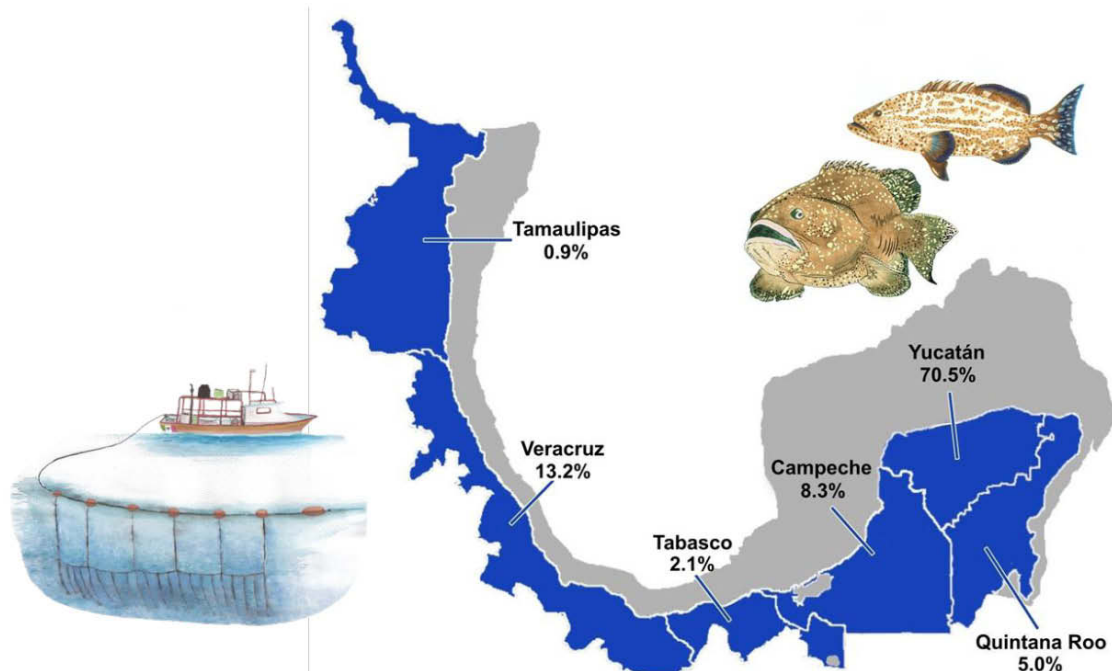 Tamaulipas
0.9%
Yucatán
70.5%
Veracruz
13.2%
Campeche
8.3%
Tabasco
2.1%
Quintana Roo
5.0%